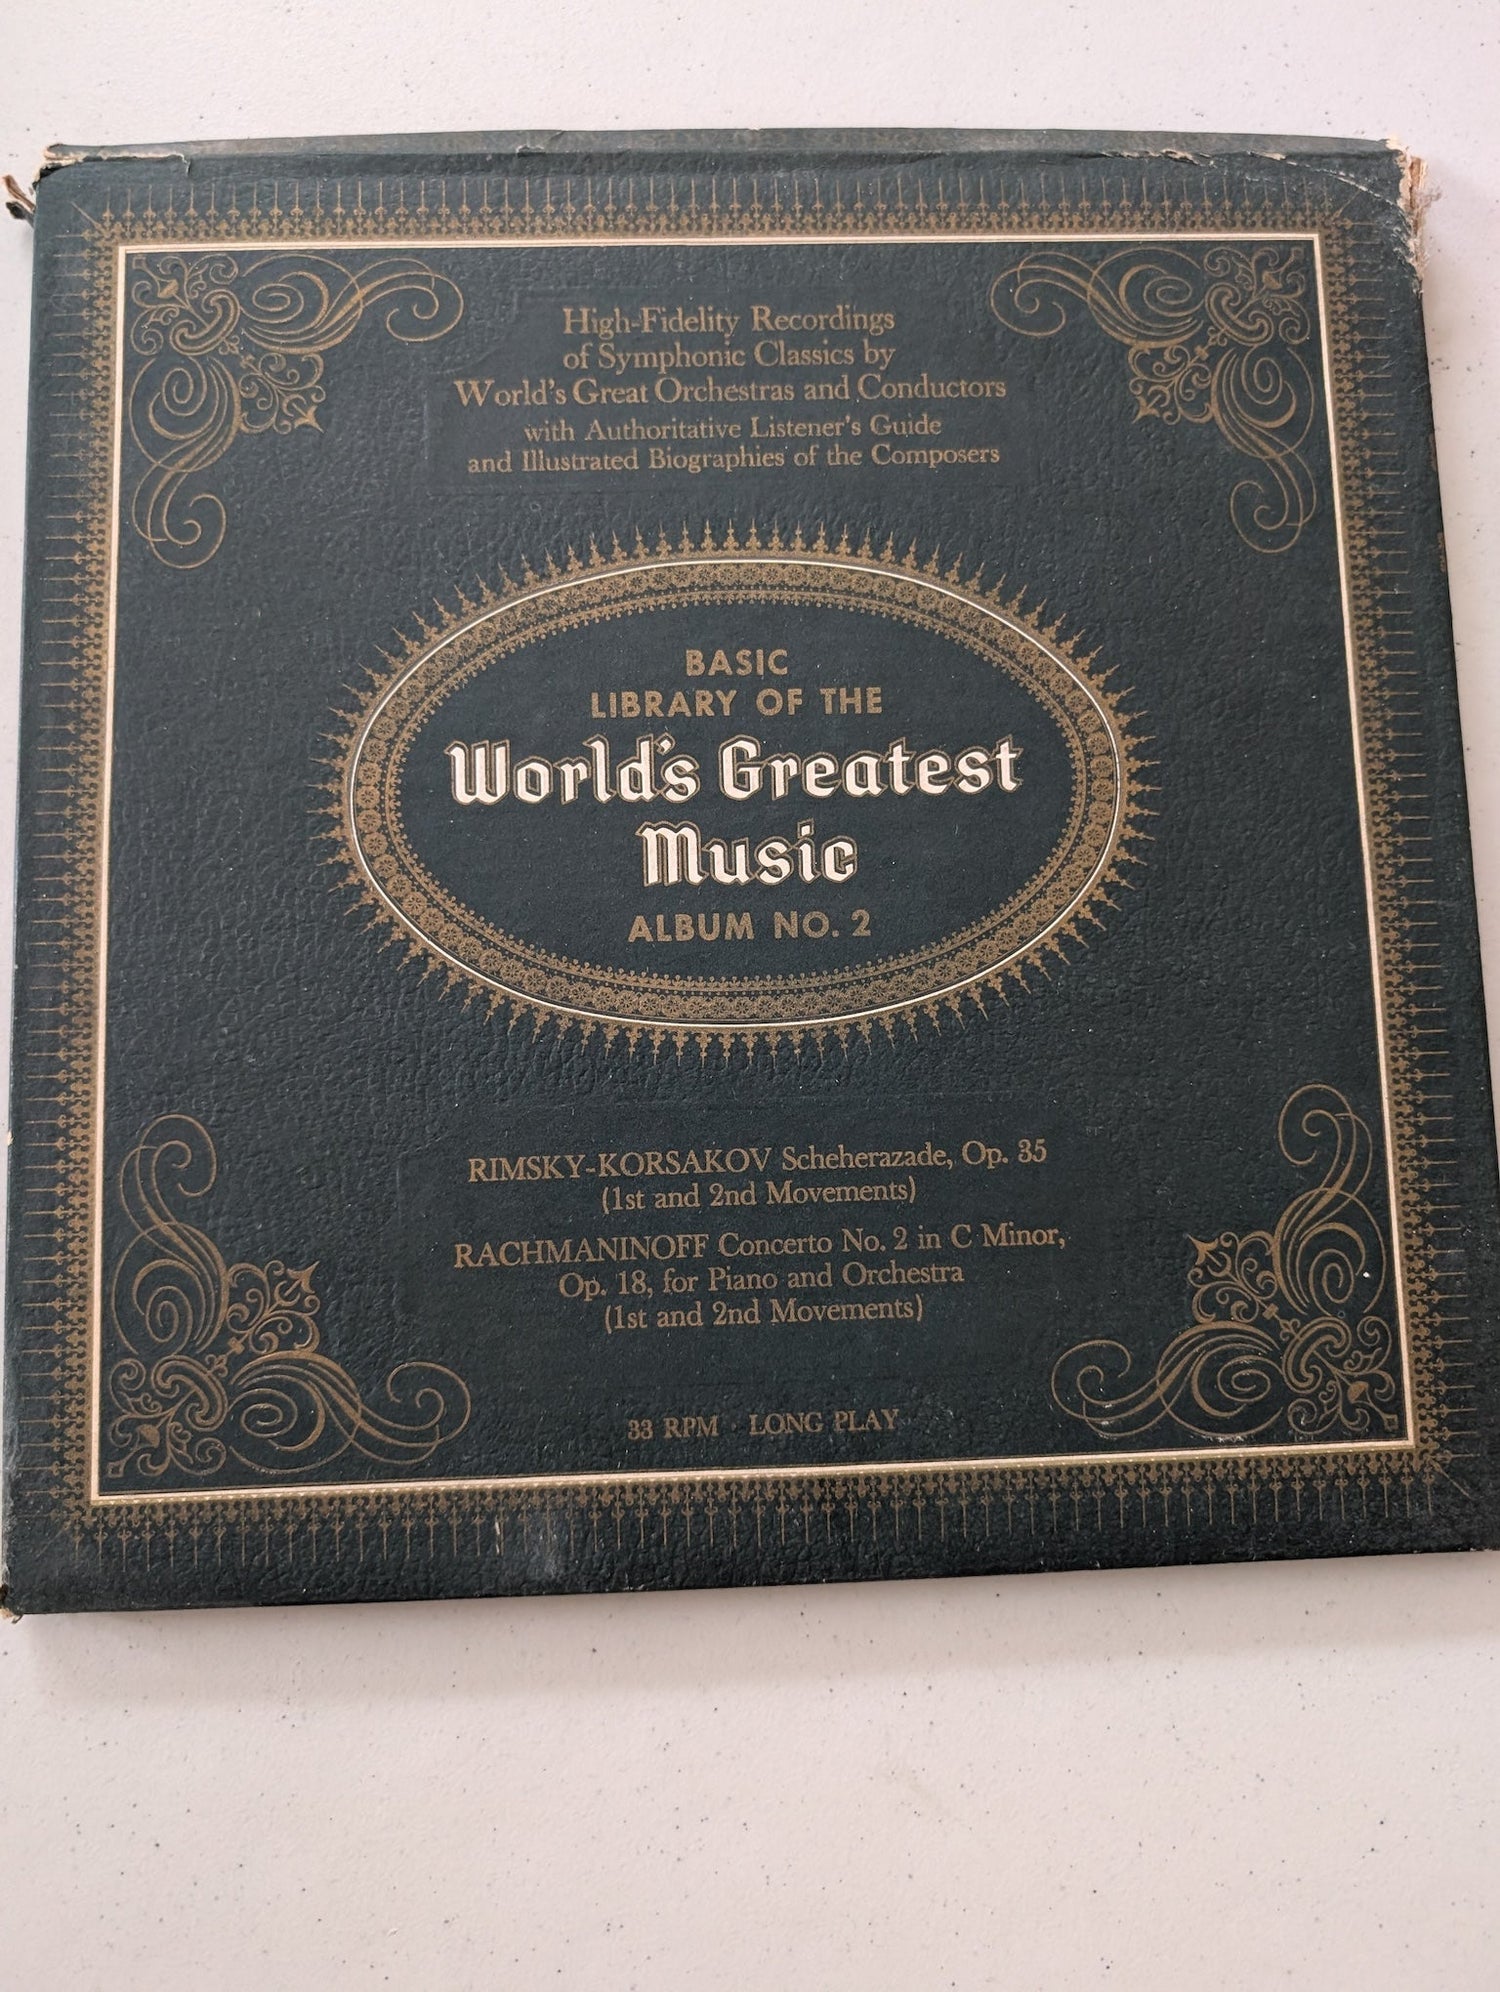 High-Fidelity Recordings
of Symphonic Classics by
World's Great Orchestras and Conductors
with Authoritative Listener's Guide
and Illustrated Biographies of the Composers
BASIC
LIBRARY OF THE
World's Greatest
Music
ALBUM NO. 2
RIMSKY-KORSAKOV Scheherazade, Op. 35
(1st and 2nd Movements)
RACHMANINOFF Concerto No. 2 in C Minor,
Op. 18, for Piano and Orchestra
(1st and 2nd Movements)
33 RPM · LONG PLAY